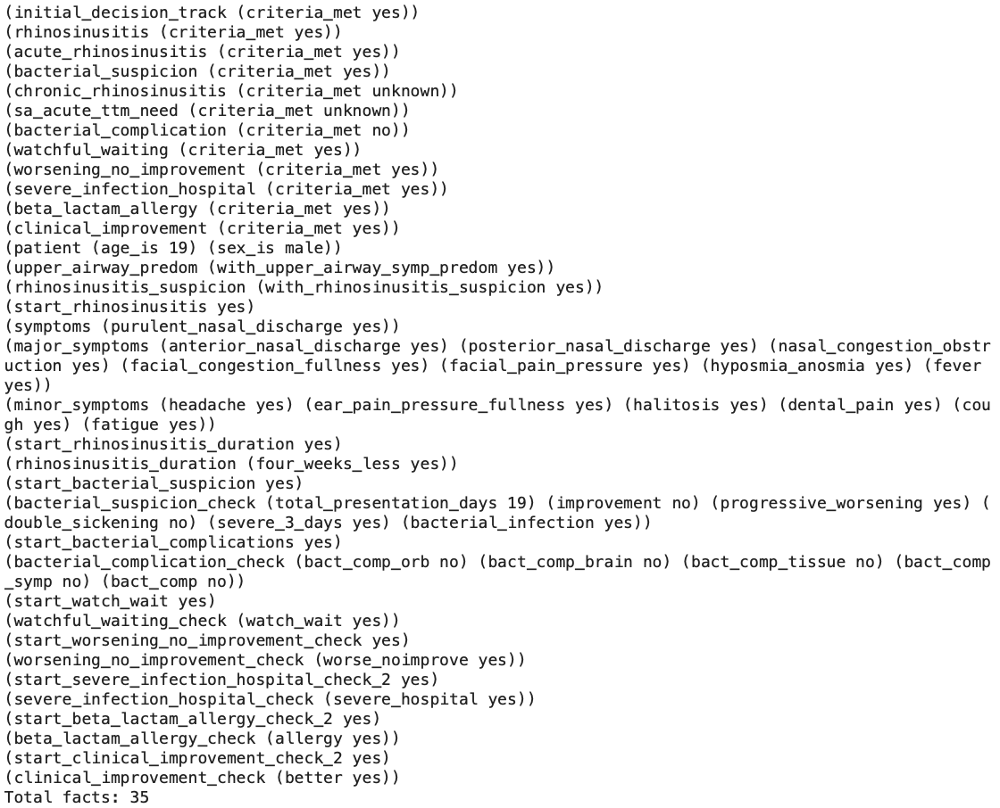 (initial_decision_track (criteria_met yes))
(rhinosinusitis (criteria_met yes))
(acute_rhinosinusitis (criteria_met yes))
(bacterial_suspicion (criteria_met yes))
(chronic_rhinosinusitis (criteria_met unknown))
(sa_acute_ttm_need (criteria_met unknown))
(bacterial_complication (criteria_met no))
(watchful_waiting (criteria_met yes))
(worsening_no_improvement (criteria_met yes))
(severe_infection_hospital (criteria_met yes))
(beta_lactam_allergy (criteria_met yes))
(clinical_improvement (criteria_met yes))
(patient (age_is 19) (sex_is male))
(upper_airway_predom (with_upper_airway_symp_predom yes))
(rhinosinusitis_suspicion (with_rhinosinusitis_suspicion yes))
(start_rhinosinusitis yes)
(symptoms (purulent_nasal_discharge yes))
(major_symptoms (anterior_nasal_discharge yes) (posterior_nasal_discharge yes) (nasal_congestion_obstr
uction yes) (facial_congestion_fullness yes) (facial_pain_pressure yes) (hyposmia_anosmia yes) (fever
yes))
(minor_symptoms (headache yes) (ear_pain_pressure_fullness yes) (halitosis yes) (dental_pain yes) (cou
gh yes) (fatigue yes))
(start_rhinosinusitis_duration yes)
(rhinosinusitis_duration (four_weeks_less yes))
(start_bacterial_suspicion yes)
(bacterial_suspicion_check (total_presentation_days 19) (improvement no) (progressive_worsening yes) (
double_sickening no) (severe_3_days yes) (bacterial_infection yes))
(start_bacterial_complications yes)
(bacterial_complication_check (bact_comp_orb no) (bact_comp_brain no) (bact_comp_tissue no) (bact_comp
_symp no) (bact_comp no))
(start_watch_wait yes)
(watchful_waiting_check (watch_wait yes))
(start_worsening_no_improvement_check yes)
(worsening_no_improvement_check (worse_noimprove yes))
(start_severe_infection_hospital_check_2 yes)
(severe_infection_hospital_check (severe_hospital yes))
(start_beta_lactam_allergy_check_2 yes)
(beta_lactam_allergy_check (allergy yes))
(start_clinical_improvement_check_2 yes)
(clinical_improvement_check (better yes))
Total facts: 35